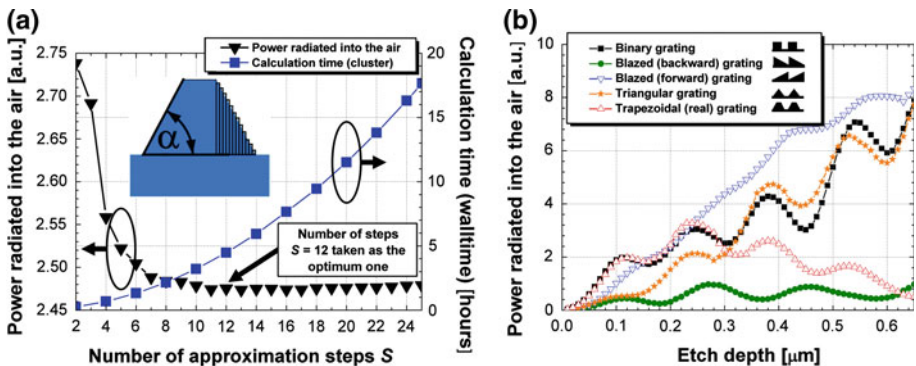 (a)
2.75
2.70
2.65
2.60
2.55
2.50
2.45
Power radiated into the air [a.u.]
Power radiated into the air
Calculation time (cluster)
α
Number of steps
S = 12 taken as the
optimum one
20
15
10
5
0
Calculation time (walltime) [hours]
2 4 6 8 10 12 14 16 18 20 22 24
Number of approximation steps S
(b)
10
8
6
4
2
0
Power radiated into the air [a.u.]
Binary grating
Blazed (backward) grating
Blazed (forward) grating
Triangular grating
Trapezoidal (real) grating
0.0 0.1 0.2 0.3 0.4 0.5 0.6
Etch depth [μm]